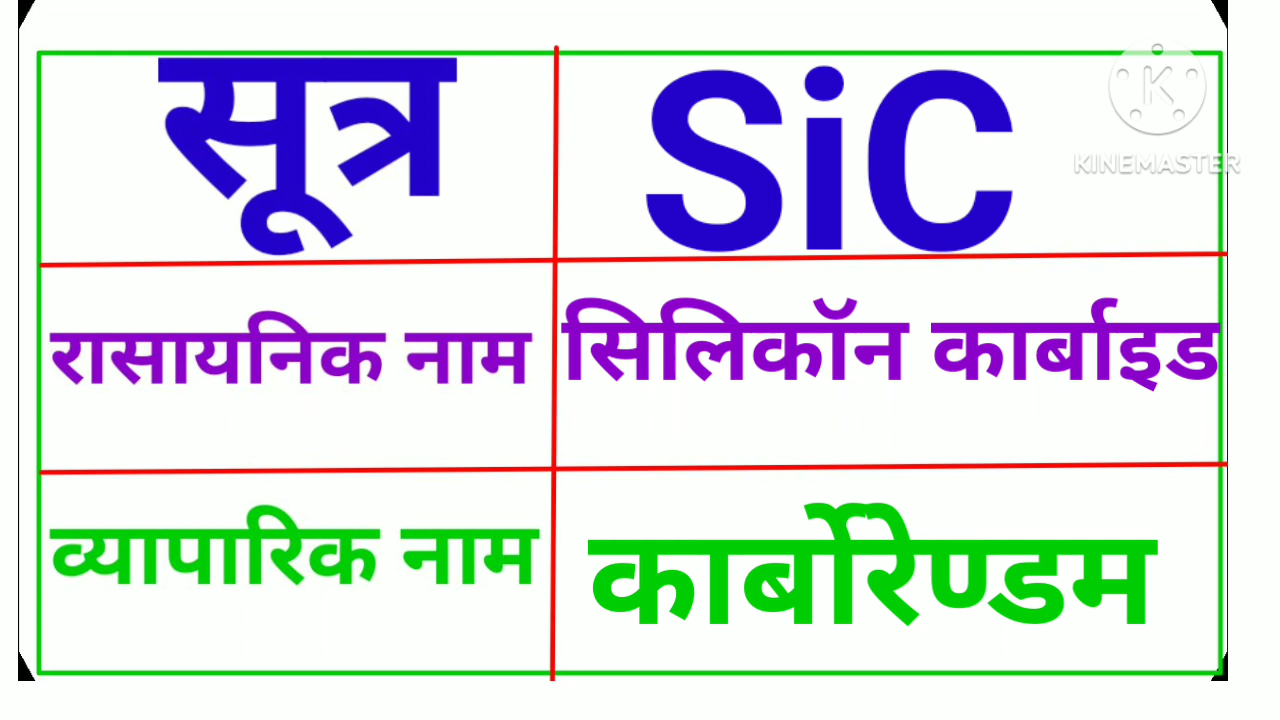 सूत्र SiC
KINEMASTER
रासायनिक नाम सिलिकॉन कार्बाइड
व्यापारिक नाम कार्बोरेण्डम